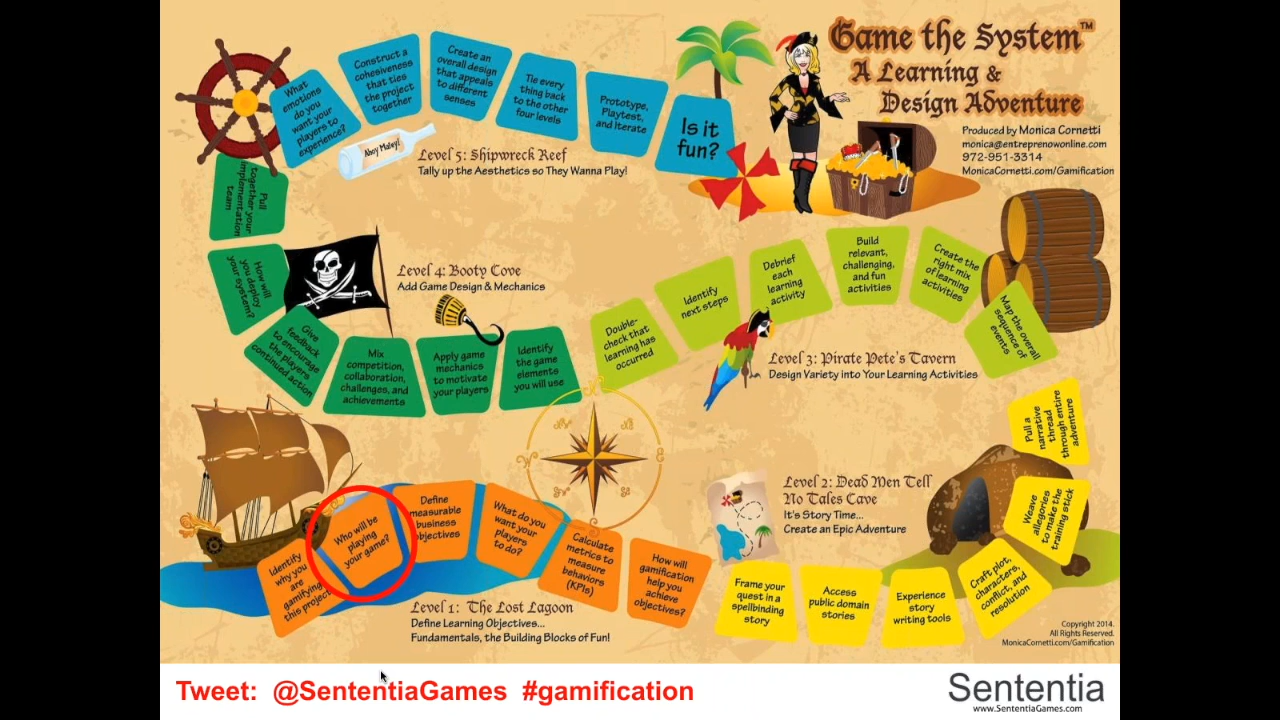 Game the System™
A Learning &
Design Adventure
Produced by Monica Cornetti
monica@entreprenowonline.com
972-951-3314
MonicaCornetti.com/Gamification
What
emotions
do you
want your
players to
experience?
Construct a
cohesiveness
that ties
the project
together
Create an
overall design
that appeals
to different
senses
Tie every
thing back
to the other
four levels
Prototype,
Playtest,
and Iterate
Is it
fun?
Ahoy Matey!
Level 5: Shipwreck Reef
Tally up the Aesthetics so They Wanna Play!
Pull
together your
implementation
team
How will
you deploy
your system?
Give
feedback
to encourage
the players
continued action
Mix
competition,
collaboration,
challenges, and
achievements
Apply game
mechanics
to motivate
your players
Identify
the game
elements
you will use
Level 4: Booty Cove
Add Game Design & Mechanics
Double-
check that
learning has
occurred
Identify
next steps
Debrief
each
learning
activity
Build
relevant,
challenging,
and fun
activities
Create the
right mix
of learning
activities
Map the overall
sequence of
events
Level 3: Pirate Pete's Tavern
Design Variety into Your Learning Activities
Pull a
narrative
thread
through entire
adventure
Weave
allegories
to make the
training stick
Craft plot,
characters,
conflict, and
resolution
Experience
story
writing tools
Access
public domain
stories
Frame your
quest in a
spellbinding
story
Level 2: Dead Men Tell
No Tales Cave
It's Story Time...
Create an Epic Adventure
Identify
why you
are
gamifying
this project
Who will be
playing
your game?
Define
measurable
business
objectives
What do you
want your
players
to do?
Calculate
metrics to
measure
behaviors
(KPIs)
How will
gamification
help you
achieve
objectives?
Level 1: The Lost Lagoon
Define Learning Objectives...
Fundamentals, the Building Blocks of Fun!
Copyright 2014.
All Rights Reserved.
MonicaCornetti.com/Gamification
Tweet: @SententiaGames #gamification
Sententia
www.SententiaGames.com